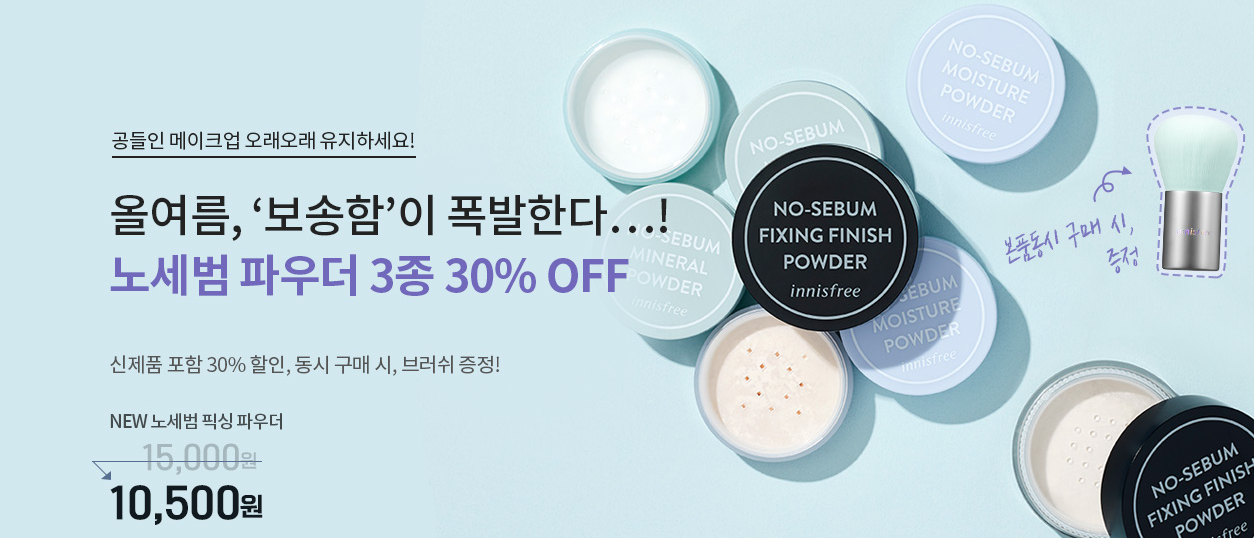 공들인 메이크업 오래오래 유지하세요!
올여름, ‘보송함’이 폭발한다...!
노세범 파우더 3종 30% OFF
신제품 포함 30% 할인, 동시 구매 시, 브러쉬 증정!
NEW 노세범 픽싱 파우더
15,000원
10,500원
NO-SEBUM
MOISTURE
POWDER
innisfree
NO-SEBUM
NO-SEBUM
FIXING FINISH
POWDER
innisfree
NO-SEBUM
MINERAL
POWDER
innisfree
SEBUM
MOISTURE
POWDER
innisfree
본품동시 구매 시,
증정
innisfree
NO-SEBUM
FIXING FINISH
POWDER